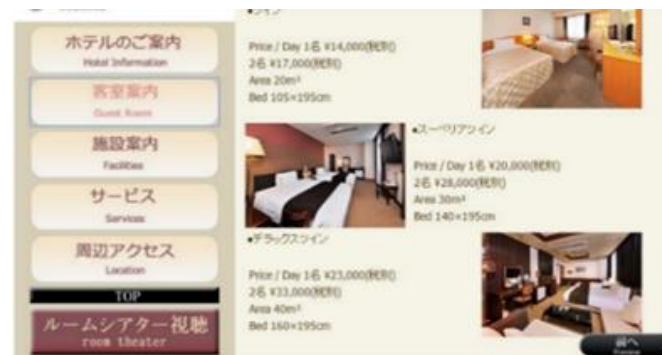 ホテルのご案内
Hotel Information
客室案内
Guest Room
施設案内
Facilities
サービス
Services
周辺アクセス
Location
TOP
ルームシアター視聴
room theater
Price / Day 1名 ¥14,000(税別)
2名 ¥17,000(税別)
Area 20m²
Bed 105×195cm
•スーペリアツイン
Price / Day 1名 ¥20,000(税別)
2名 ¥28,000(税別)
Area 30m²
Bed 140×195cm
•デラックスツイン
Price / Day 1名 ¥23,000(税別)
2名 ¥33,000(税別)
Area 40m²
Bed 160×195cm
前へ